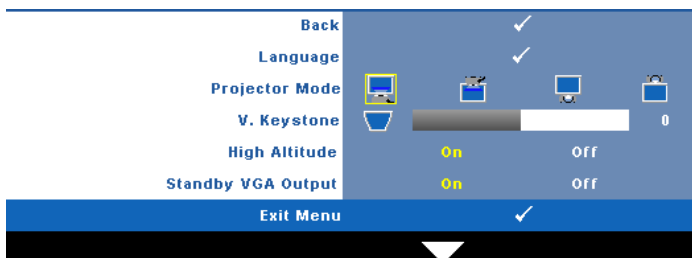 Back
Language
Projector Mode
V. Keystone 0
High Altitude On Off
Standby VGA Output On Off
Exit Menu